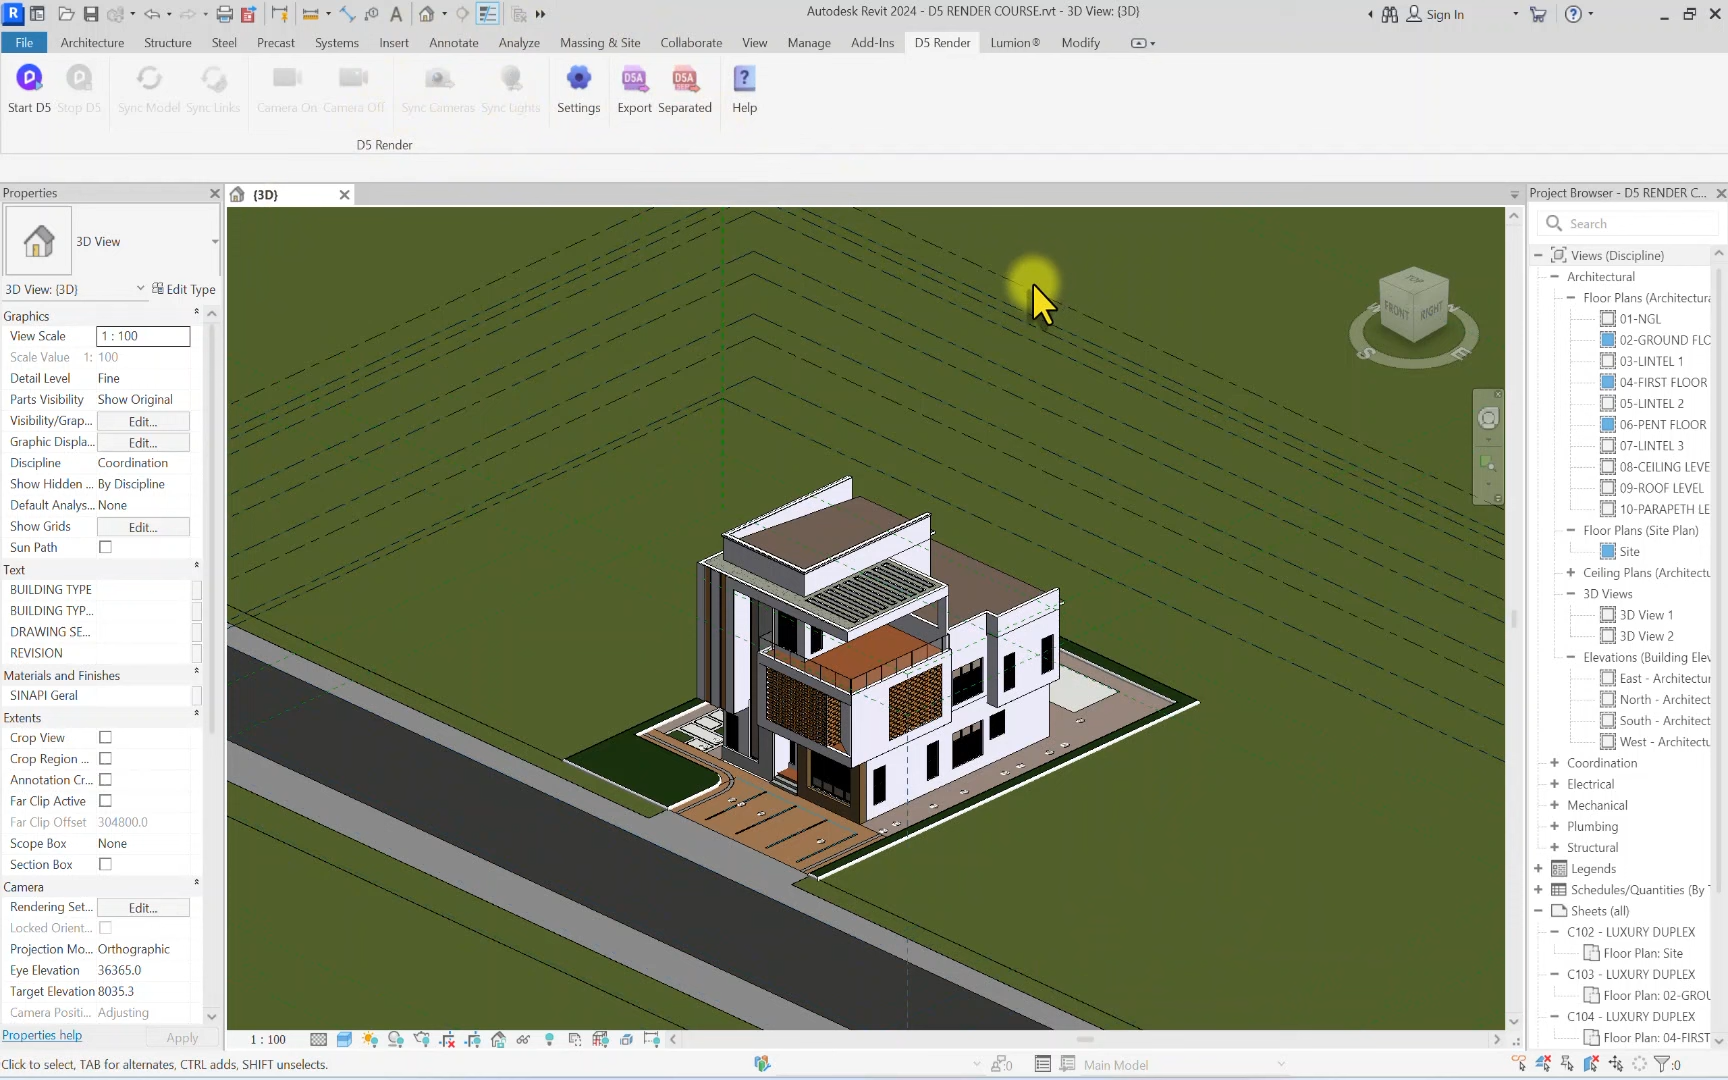 Autodesk Revit 2024 - D5 RENDER COURSE.rvt - 3D View: {3D}
Sign In
File Architecture Structure Steel Precast Systems Insert Annotate Analyze Massing & Site Collaborate View Manage Add-Ins D5 Render Lumion® Modify
Start D5 Stop D5 Sync Model Sync Links Camera On Camera Off Sync Cameras Sync Lights Settings Export Separated Help
D5 Render
Properties
{3D}
Project Browser - D5 RENDER C...
3D View
Search
3D View: {3D}
Edit Type
Graphics
View Scale 1 : 100
Scale Value 1: 100
Detail Level Fine
Parts Visibility Show Original
Visibility/Grap... Edit...
Graphic Displa... Edit...
Discipline Coordination
Show Hidden ... By Discipline
Default Analys... None
Show Grids Edit...
Sun Path
Text
BUILDING TYPE
BUILDING TYP...
DRAWING SE...
REVISION
Materials and Finishes
SINAPI Geral
Extents
Crop View
Crop Region ...
Annotation Cr...
Far Clip Active
Far Clip Offset 304800.0
Scope Box None
Section Box
Camera
Rendering Set... Edit...
Locked Orient...
Projection Mo... Orthographic
Eye Elevation 36365.0
Target Elevation 8035.3
Camera Positi... Adjusting
Properties help
Apply
TOP
FRONT
RIGHT
S
E
Views (Discipline)
Architectural
Floor Plans (Architectura
01-NGL
02-GROUND FLO
03-LINTEL 1
04-FIRST FLOOR
05-LINTEL 2
06-PENT FLOOR
07-LINTEL 3
08-CEILING LEVE
09-ROOF LEVEL
10-PARAPETH LE
Floor Plans (Site Plan)
Site
Ceiling Plans (Architectu
3D Views
3D View 1
3D View 2
Elevations (Building Elev
East - Architectur
North - Architect
South - Architect
West - Architectu
Coordination
Electrical
Mechanical
Plumbing
Structural
Legends
Schedules/Quantities (By
Sheets (all)
C102 - LUXURY DUPLEX
Floor Plan: Site
C103 - LUXURY DUPLEX
Floor Plan: 02-GROU
C104 - LUXURY DUPLEX
Floor Plan: 04-FIRST
1 : 100
Click to select, TAB for alternates, CTRL adds, SHIFT unselects.
:0
Main Model
:0